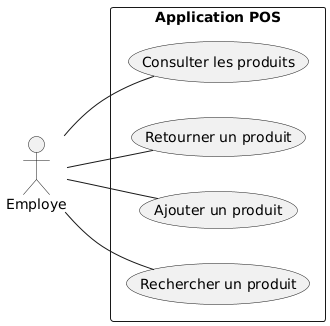 Application POS
Consulter les produits
Retourner un produit
Employe
Ajouter un produit
Rechercher un produit